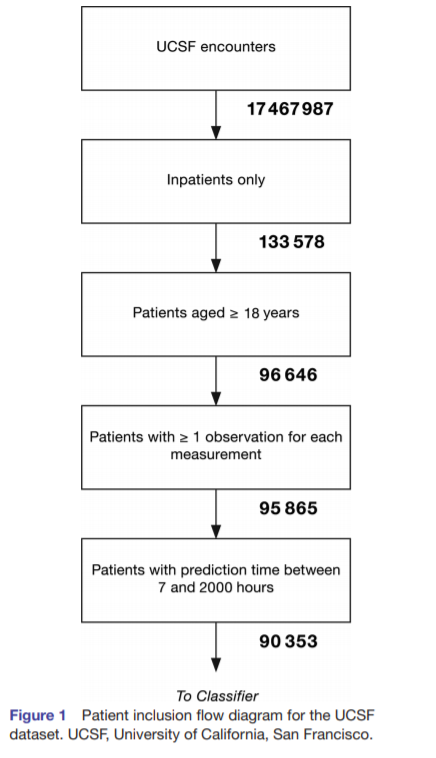 UCSF encounters
17 467 987
Inpatients only
133 578
Patients aged ≥ 18 years
96 646
Patients with ≥ 1 observation for each
measurement
95 865
Patients with prediction time between
7 and 2000 hours
90 353
To Classifier
Figure 1 Patient inclusion flow diagram for the UCSF
dataset. UCSF, University of California, San Francisco.